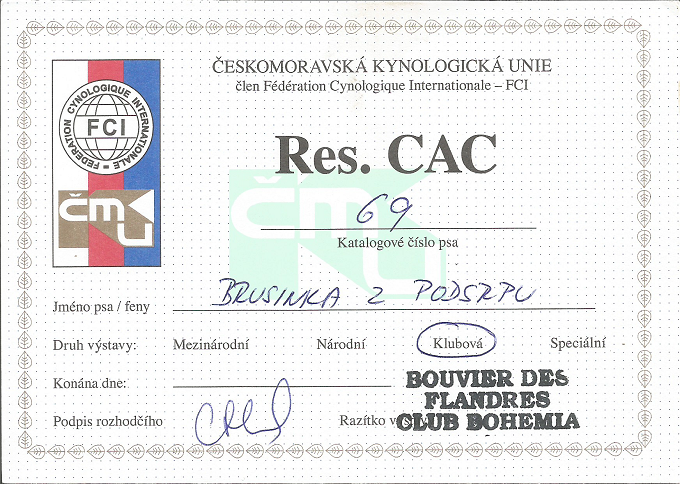 ČESKOMORAVSKÁ KYNOLOGICKÁ UNIE
člen Fédération Cynologique Internationale – FCI
FEDERATION CYNOLOGIQUE INTERNATIONALE
FCI
Res. CAC
ČMKU
ČMKU
69
Katalogové číslo psa
Jméno psa / feny BRUSINKA Z PODSRPU
Druh výstavy: Mezinárodní Národní Klubová Speciální
Konána dne:
BOUVIER DES
FLANDRES
Podpis rozhodčího Razítko CLUB BOHEMIA